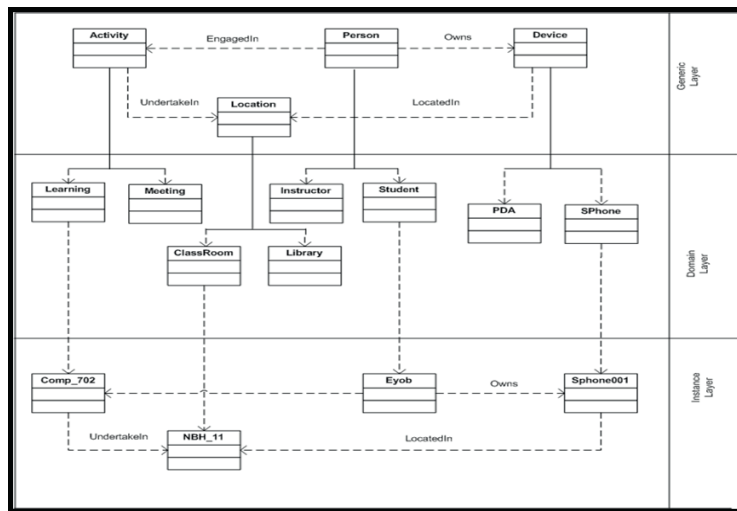 Activity
EngagedIn
Person
Owns
Device
UndertakeIn
Location
LocatedIn
Generic
Layer
Learning
Meeting
Instructor
Student
PDA
SPhone
ClassRoom
Library
Domain
Layer
Comp_702
Eyob
Owns
Sphone001
UndertakeIn
NBH_11
LocatedIn
Instance
Layer